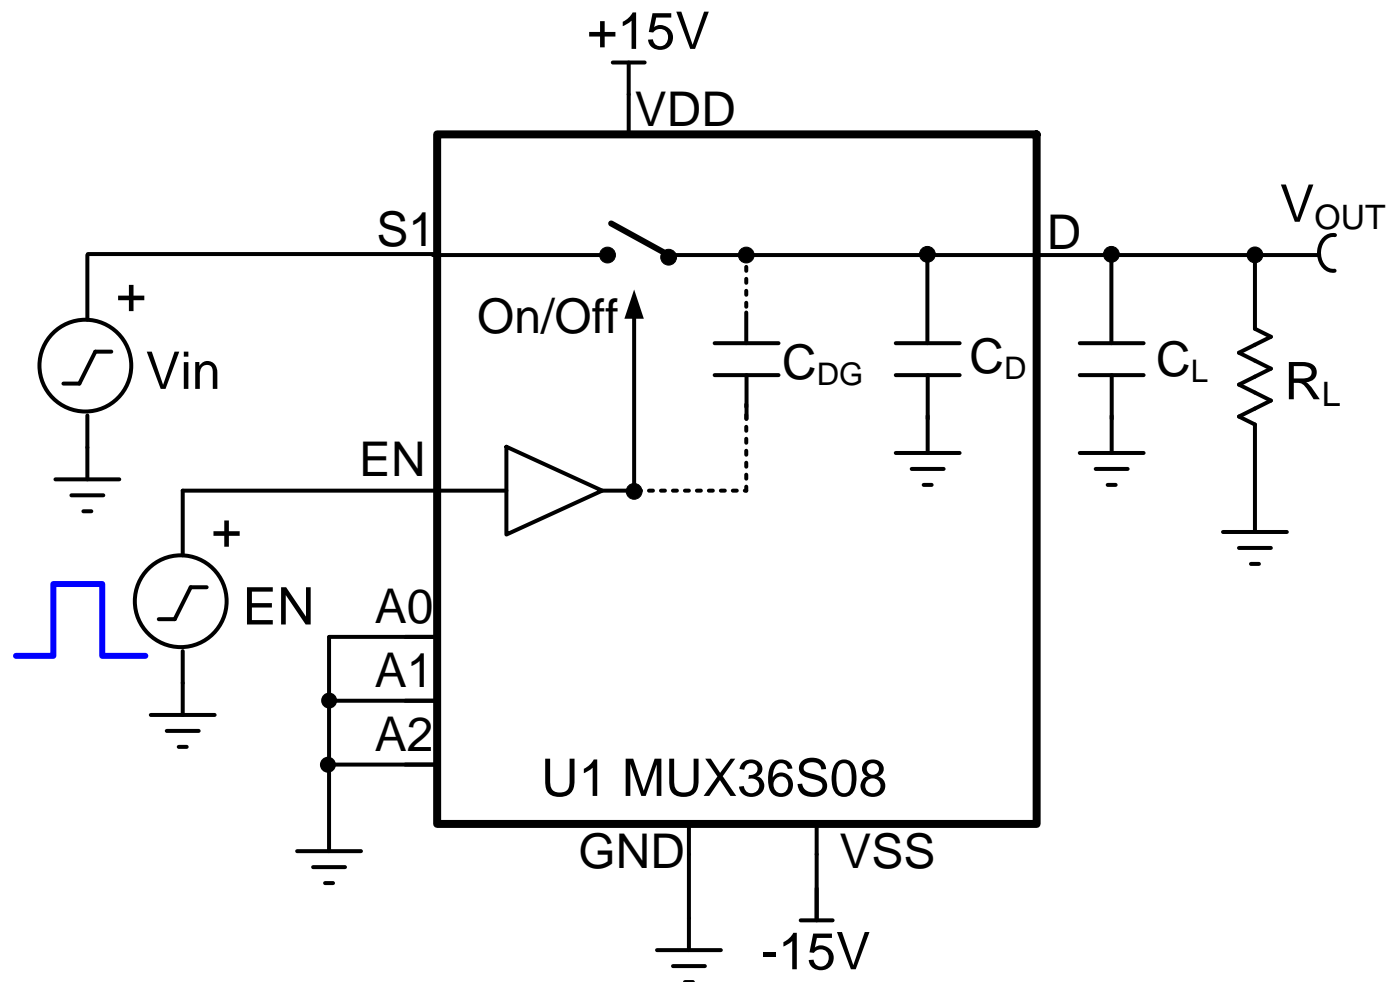 +15V
VDD
S1
D
VOUT
+
Vin
On/Off
CDG
CD
CL
RL
EN
+
EN
A0
A1
A2
U1 MUX36S08
GND
VSS
-15V